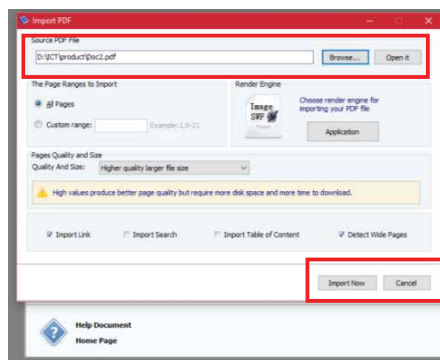 Import PDF
Source PDF File
D:\ICT\product\Doc2.pdf
Browse...
Open it
The Page Ranges to Import
All Pages
Custom range:
Example:1,9-21
Render Engine
Image
SWF
Choose render engine for
importing your PDF file
Application
Pages Quality and Size
Quality And Size:
Higher quality larger file size
High values produce better page quality but require more disk space and more time to download.
Import Link
Import Search
Import Table of Content
Detect Wide Pages
Import Now
Cancel
Help Document
Home Page